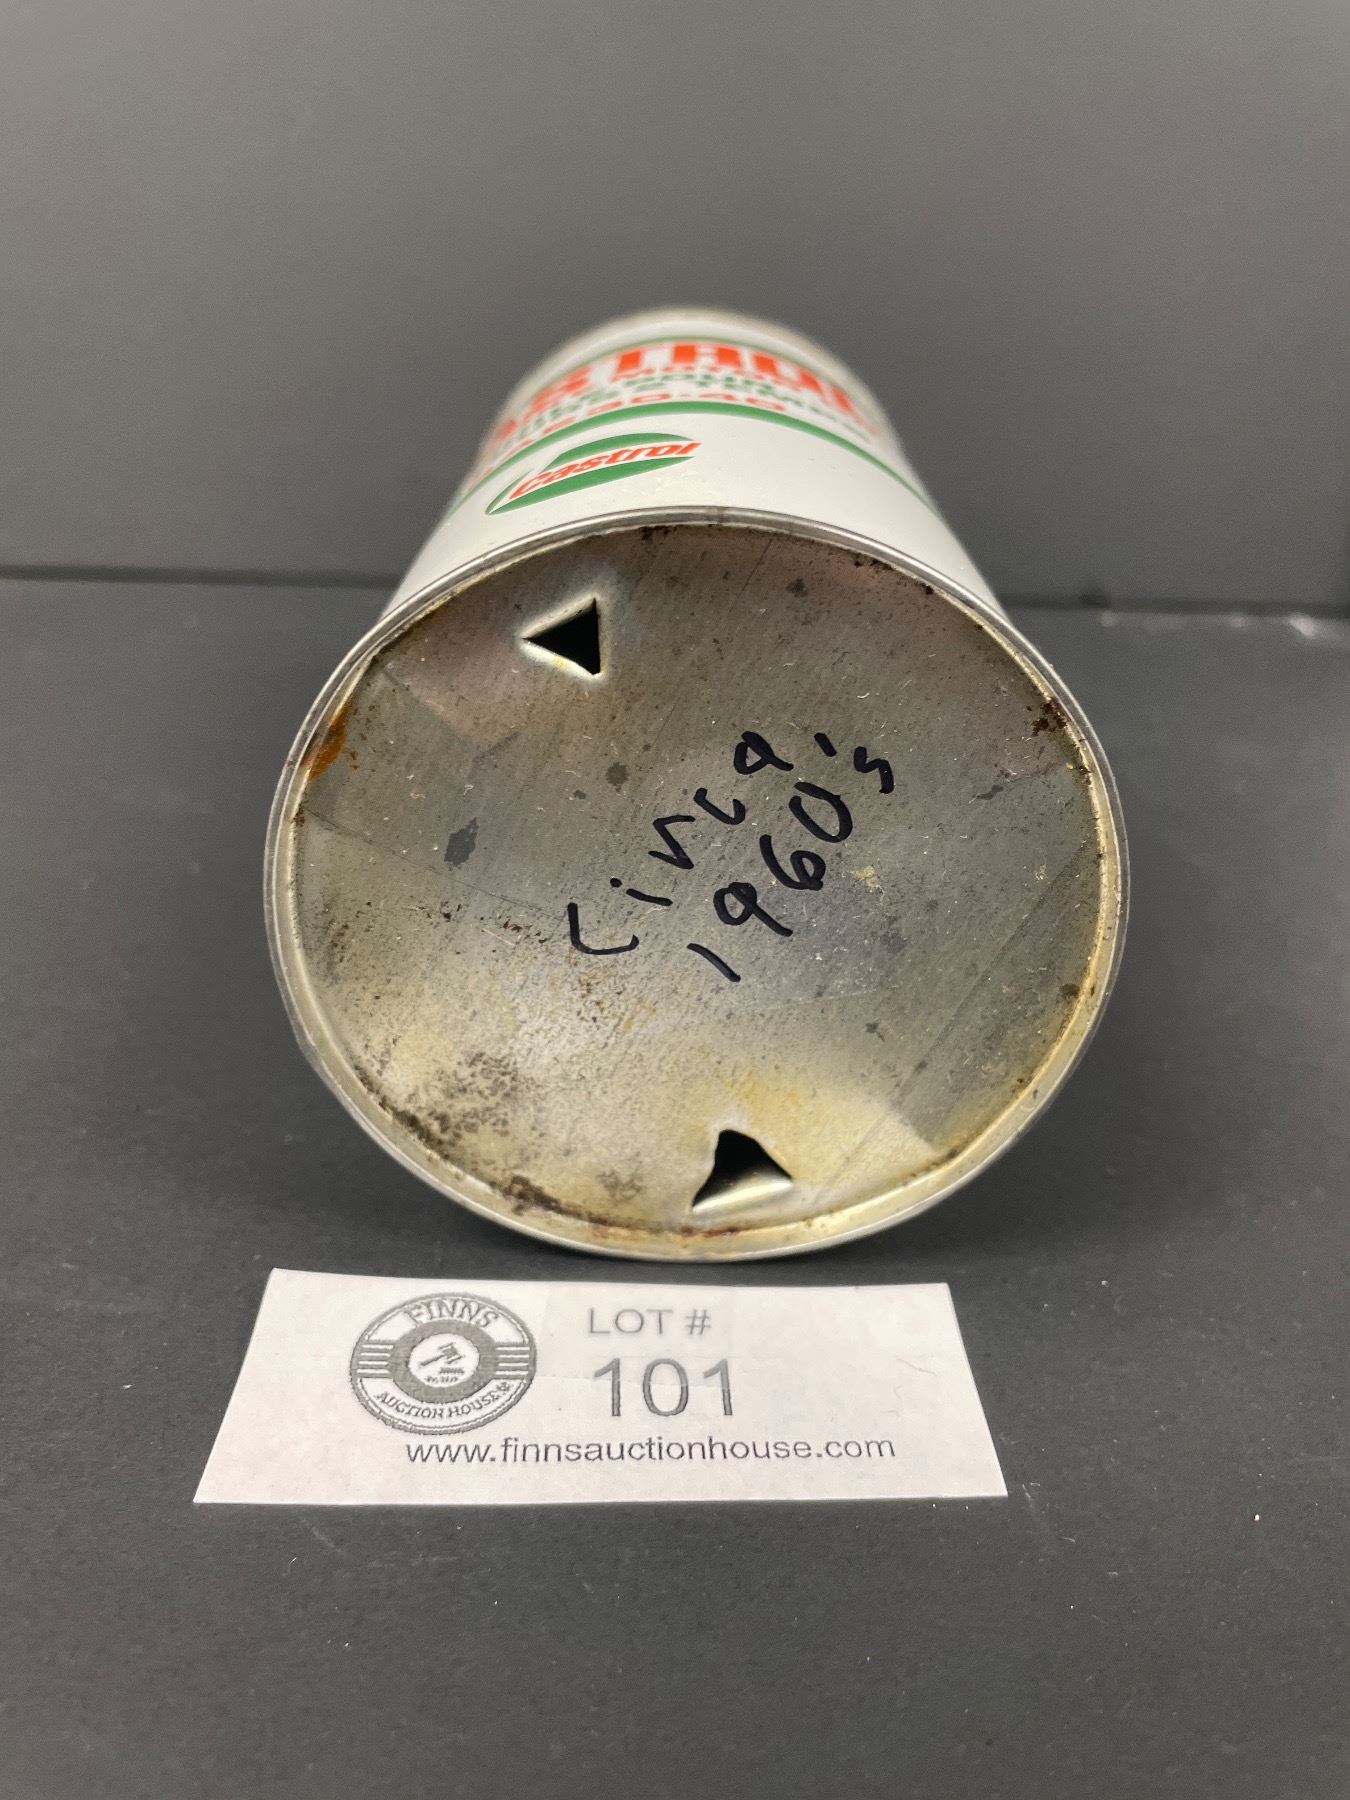 castrol
Circa
1960's
FINNS
AUCTION HOUSE
LOT #
101
www.finnsauctionhouse.com